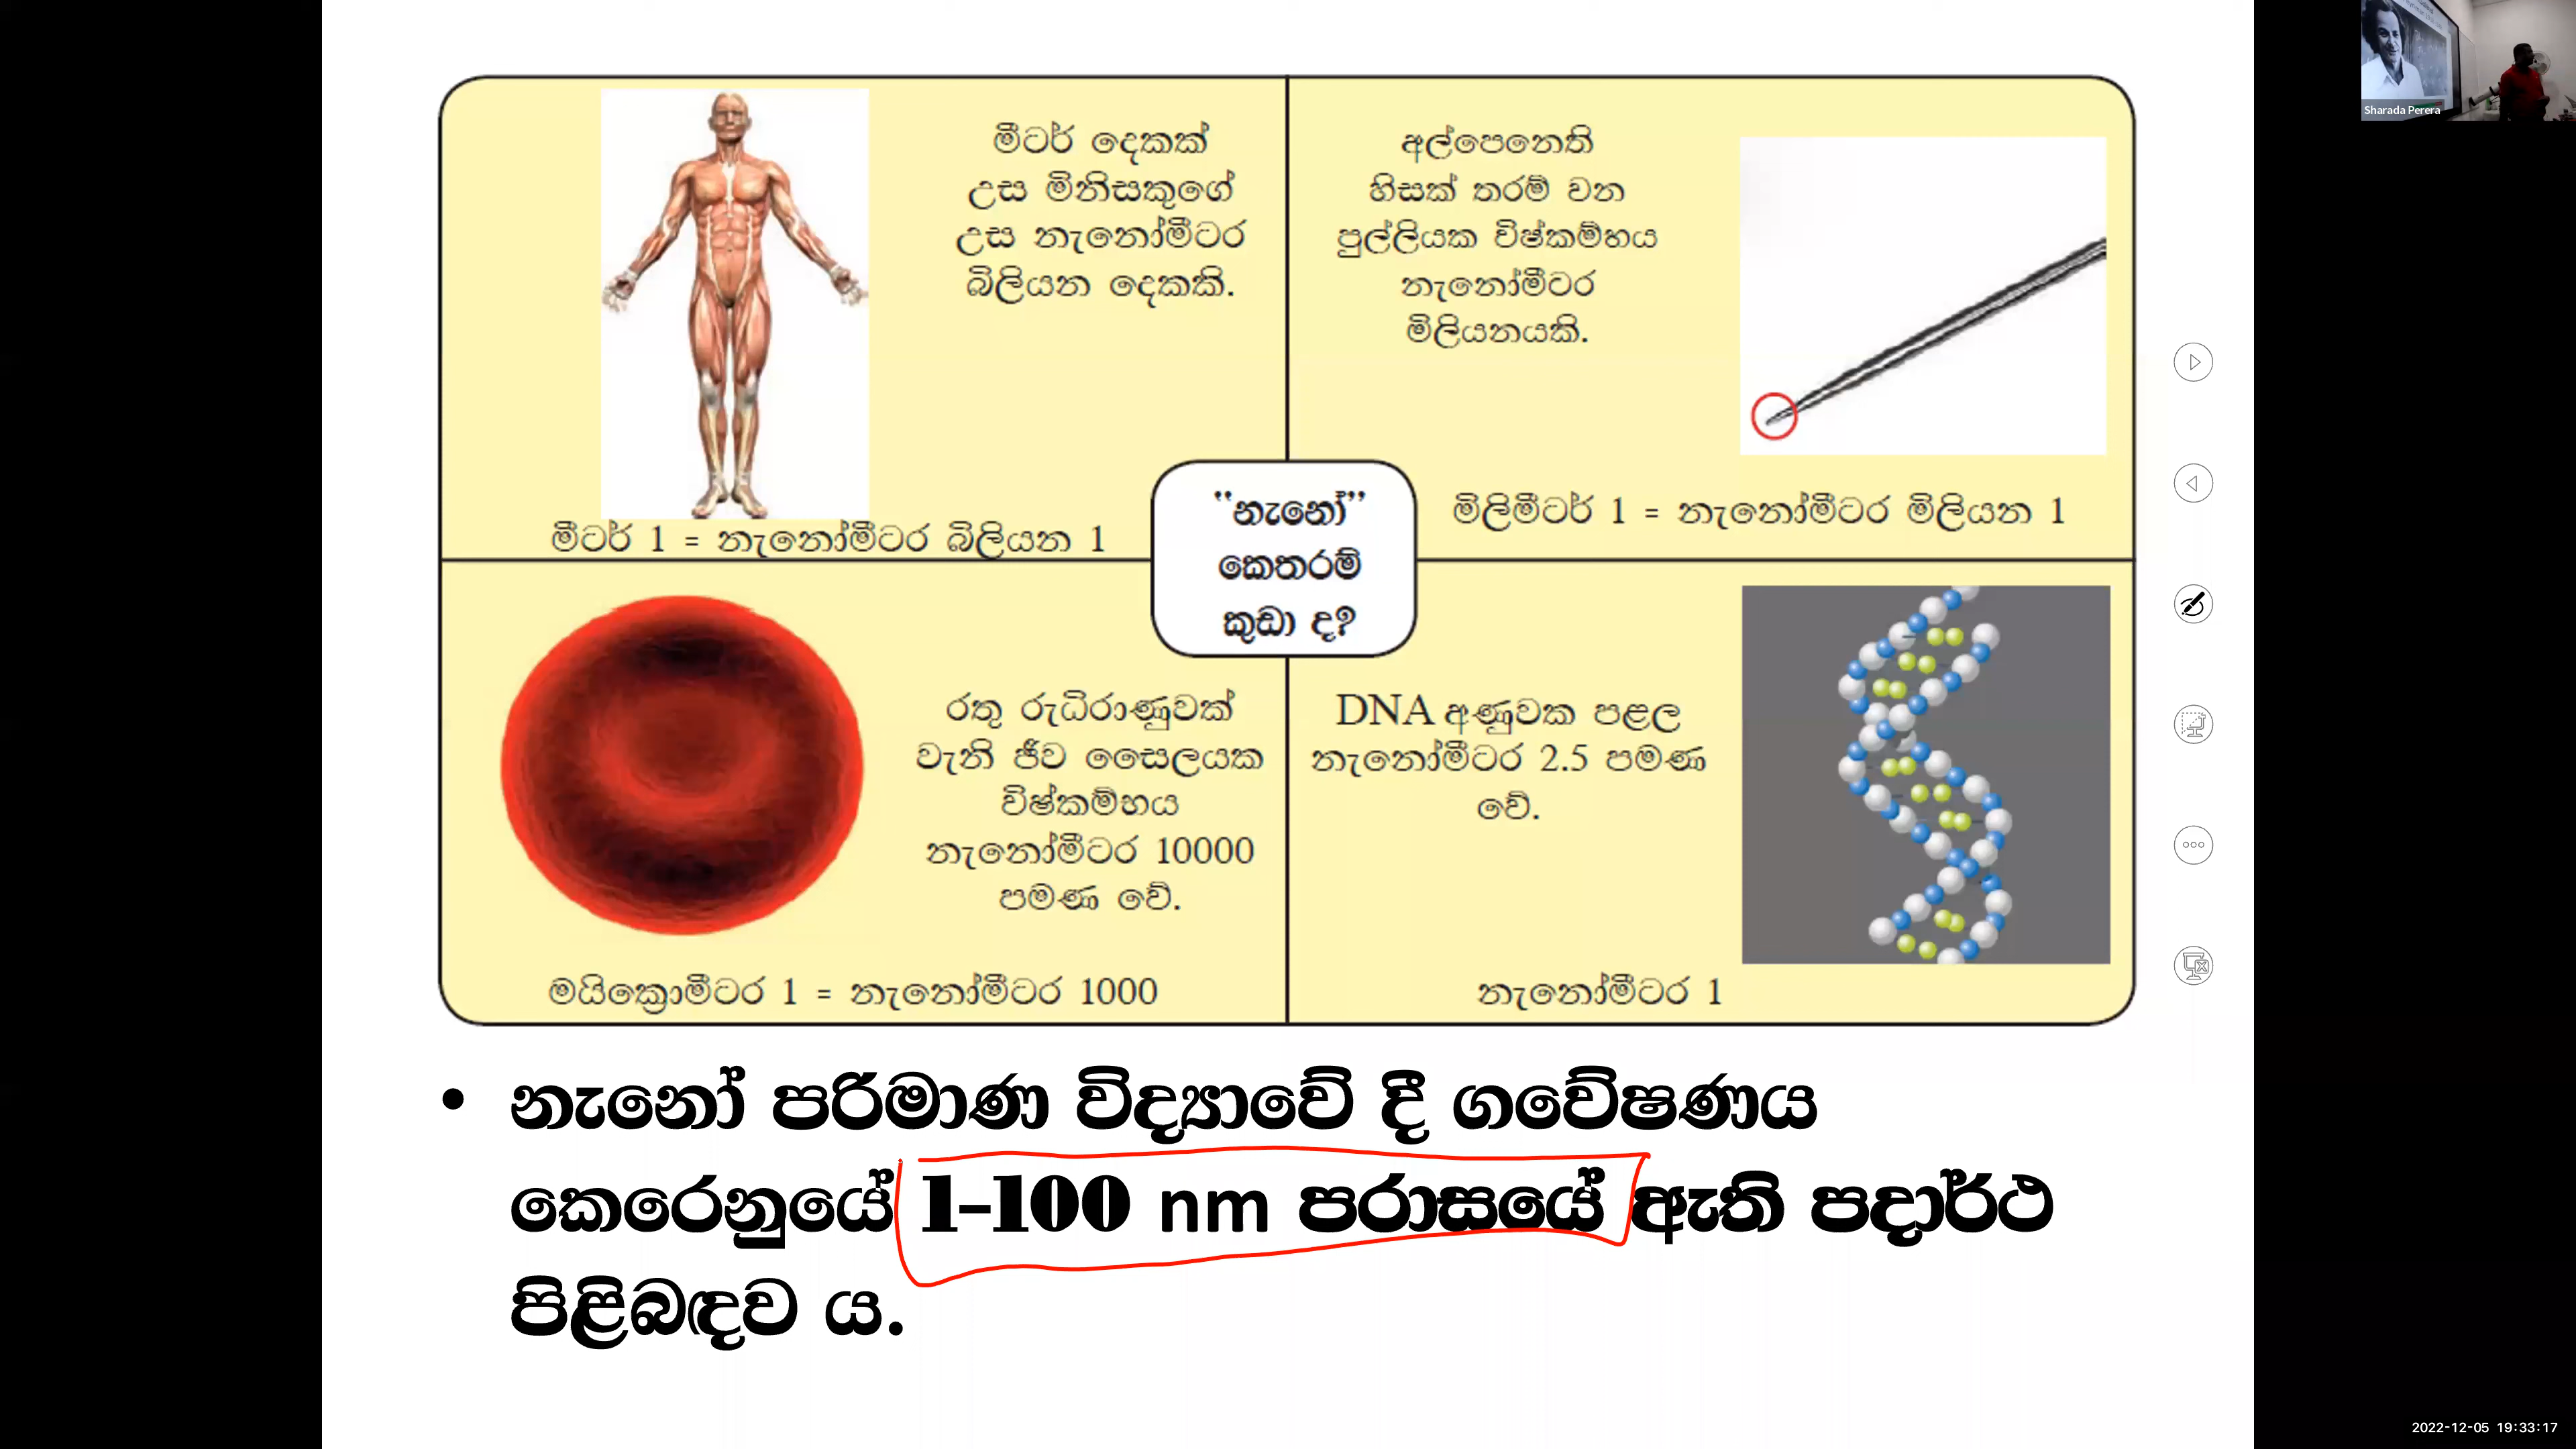 මීටර් දෙකක්
උස මිනිසකුගේ
උස නැනෝමීටර
බිලියන දෙකකි.
මීටර් 1 = නැනෝමීටර බිලියන 1
අල්පෙනෙති
හිසක් තරම් වන
පුල්ලියක විෂ්කම්භය
නැනෝමීටර
මිලියනයකි.
මිලිමීටර් 1 = නැනෝමීටර මිලියන 1
“නැනෝ”
කෙතරම්
කුඩා ද?
රතු රුධිරාණුවක්
වැනි ජීව සෛලයක
විෂ්කම්භය
නැනෝමීටර 10000
පමණ වේ.
මයික්‍රොමීටර 1 = නැනෝමීටර 1000
DNA අණුවක පළල
නැනෝමීටර 2.5 පමණ
වේ.
නැනෝමීටර 1
• නැනෝ පරිමාණ විද්‍යාවේ දී ගවේෂණය
කෙරෙනුයේ 1-100 nm පරාසයේ ඇති පදාර්ථ
පිළිබඳව ය.
Sharada Perera
2022-12-05 19:33:17